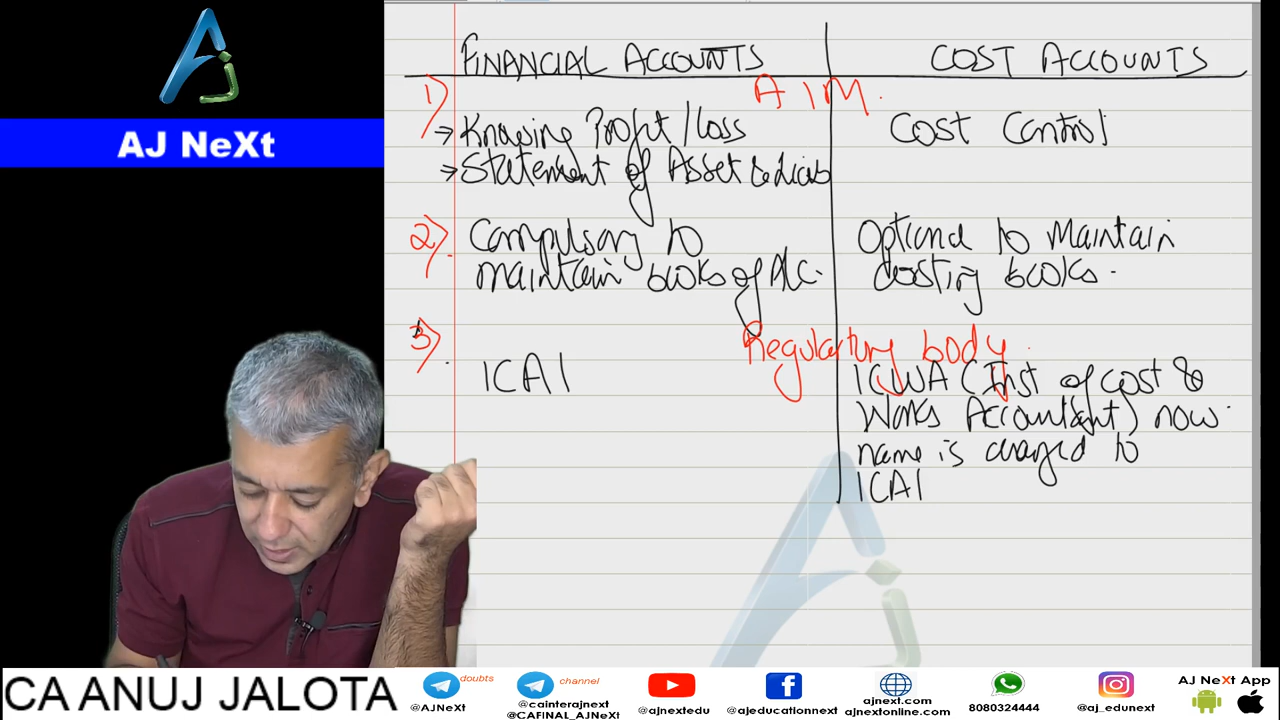 AJ NeXt
FINANCIAL ACCOUNTS COST ACCOUNTS
1) AIM.
→ Knowing Profit/Loss Cost Control
→ Statement of Asset & Liab
2) Compulsory to Optional to Maintain
maintain books of A/C. costing books.
3) Regulatory body.
ICAI ICWA (Inst of cost &
Works Accountant) now
name is changed to
ICAI
CA ANUJ JALOTA
doubts
@AJNeXt
channel
@cainterajnext
@CAFINAL_AJNeXt
@ajnextedu
@ajeducationnext
ajnext.com
ajnextonline.com
8080324444
@aj_edunext
AJ NeXt App